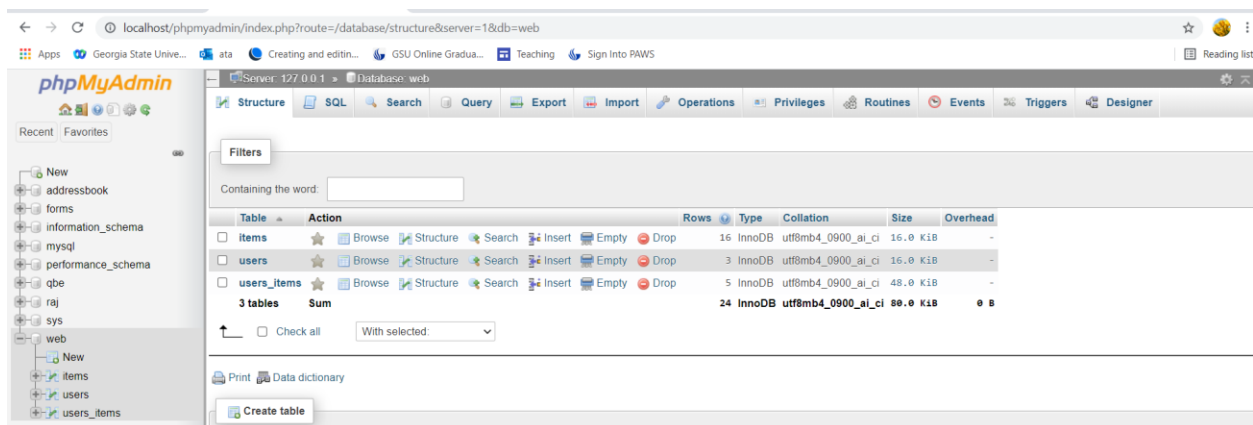 localhost/phpmyadmin/index.php?route=/database/structure&server=1&db=web
Apps Georgia State Unive... ata Creating and editin... GSU Online Gradua... Teaching Sign Into PAWS Reading list
phpMyAdmin
Server: 127.0.0.1 » Database: web
Structure SQL Search Query Export Import Operations Privileges Routines Events Triggers Designer
Recent Favorites
New
addressbook
forms
information_schema
mysql
performance_schema
qbe
raj
sys
web
New
items
users
users_items
Filters
Containing the word:
Table Action Rows Type Collation Size Overhead
items Browse Structure Search Insert Empty Drop 16 InnoDB utf8mb4_0900_ai_ci 16.0 KiB -
users Browse Structure Search Insert Empty Drop 3 InnoDB utf8mb4_0900_ai_ci 16.0 KiB -
users_items Browse Structure Search Insert Empty Drop 5 InnoDB utf8mb4_0900_ai_ci 48.0 KiB -
3 tables Sum 24 InnoDB utf8mb4_0900_ai_ci 80.0 KiB 0 B
Check all With selected:
Print Data dictionary
Create table